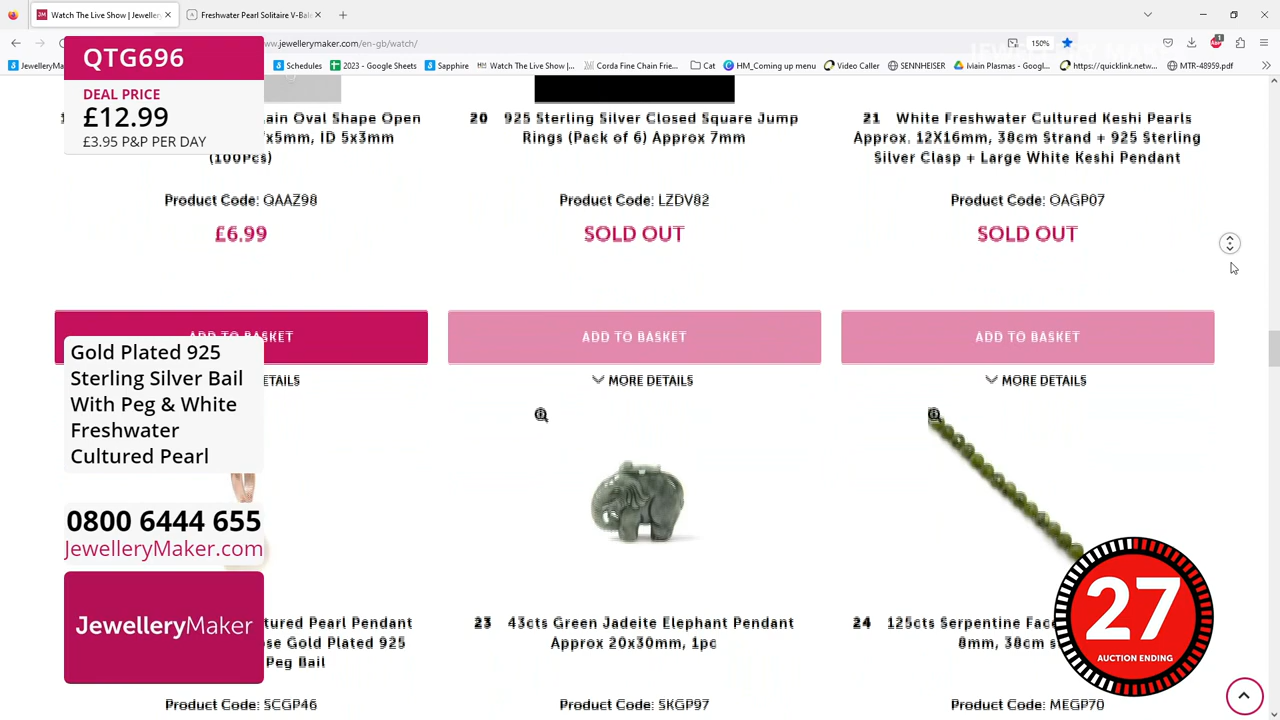 Watch The Live Show | Jeweller
Freshwater Pearl Solitaire V-Bai
ww.jewellerymaker.com/en-gb/watch/
150%
JewelleryM
Schedules
2023 - Google Sheets
Sapphire
Watch The Live Show |...
Corda Fine Chain Frie...
Cat
HM_Coming up menu
Video Caller
SENNHEISER
Iviain Plasmas - Googl...
https://quicklink.netw...
MTR-48959.pdf
QTG696
DEAL PRICE
£12.99
£3.95 P&P PER DAY
ain Oval Shape Open
x5mm, ID 5x3mm
(100Pcs)
Product Code: QAAZ98
£6.99
ADD TO BASKET
ETAILS
20 925 Sterling Silver Closed Square Jump
Rings (Pack of 6) Approx 7mm
Product Code: LZDV82
SOLD OUT
ADD TO BASKET
MORE DETAILS
21 White Freshwater Cultured Keshi Pearls
Approx. 12X16mm, 38cm Strand + 925 Sterling
Silver Clasp + Large White Keshi Pendant
Product Code: OAGP07
SOLD OUT
ADD TO BASKET
MORE DETAILS
Gold Plated 925
Sterling Silver Bail
With Peg & White
Freshwater
Cultured Pearl
0800 6444 655
JewelleryMaker.com
JewelleryMaker
tured Pearl Pendant
ose Gold Plated 925
Peg Bail
Product Code: SCGP46
23 43cts Green Jadeite Elephant Pendant
Approx 20x30mm, 1pc
Product Code: SKGP97
24 125cts Serpentine Fac
8mm, 38cm s
Product Code: MEGP70
27
AUCTION ENDING